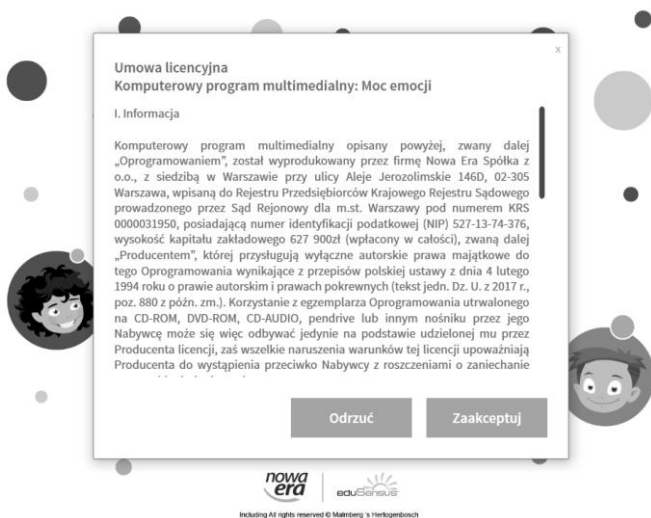 x
Umowa licencyjna
Komputerowy program multimedialny: Moc emocji
I. Informacja
Komputerowy program multimedialny opisany powyżej, zwany dalej
„Oprogramowaniem”, został wyprodukowany przez firmę Nowa Era Spółka z
o.o., z siedzibą w Warszawie przy ulicy Aleje Jerozolimskie 146D, 02-305
Warszawa, wpisaną do Rejestru Przedsiębiorców Krajowego Rejestru Sądowego
prowadzonego przez Sąd Rejonowy dla m.st. Warszawy pod numerem KRS
0000031950, posiadającą numer identyfikacji podatkowej (NIP) 527-13-74-376,
wysokość kapitału zakładowego 627 900zł (wpłacony w całości), zwaną dalej
„Producentem”, której przysługują wyłączne autorskie prawa majątkowe do
tego Oprogramowania wynikające z przepisów polskiej ustawy z dnia 4 lutego
1994 roku o prawie autorskim i prawach pokrewnych (tekst jedn. Dz. U. z 2017 r.,
poz. 880 z późn. zm.). Korzystanie z egzemplarza Oprogramowania utrwalonego
na CD-ROM, DVD-ROM, CD-AUDIO, pendrive lub innym nośniku przez jego
Nabywcę może się więc odbywać jedynie na podstawie udzielonej mu przez
Producenta licencji, zaś wszelkie naruszenia warunków tej licencji upoważniają
Producenta do wystąpienia przeciwko Nabywcy z roszczeniami o zaniechanie
Odrzuć
Zaakceptuj
nowa
era
eduSensus
Including All rights reserved © Malmberg 's Hertogenbosch